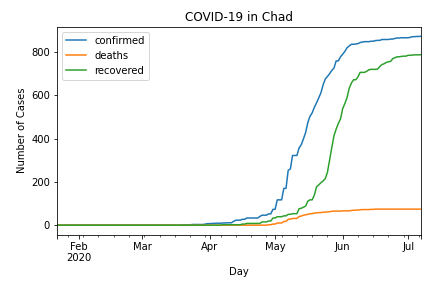 COVID-19 in Chad
confirmed
deaths
recovered
Number of Cases
800
600
400
200
0
Feb
2020
Mar
Apr
May
Jun
Jul
Day